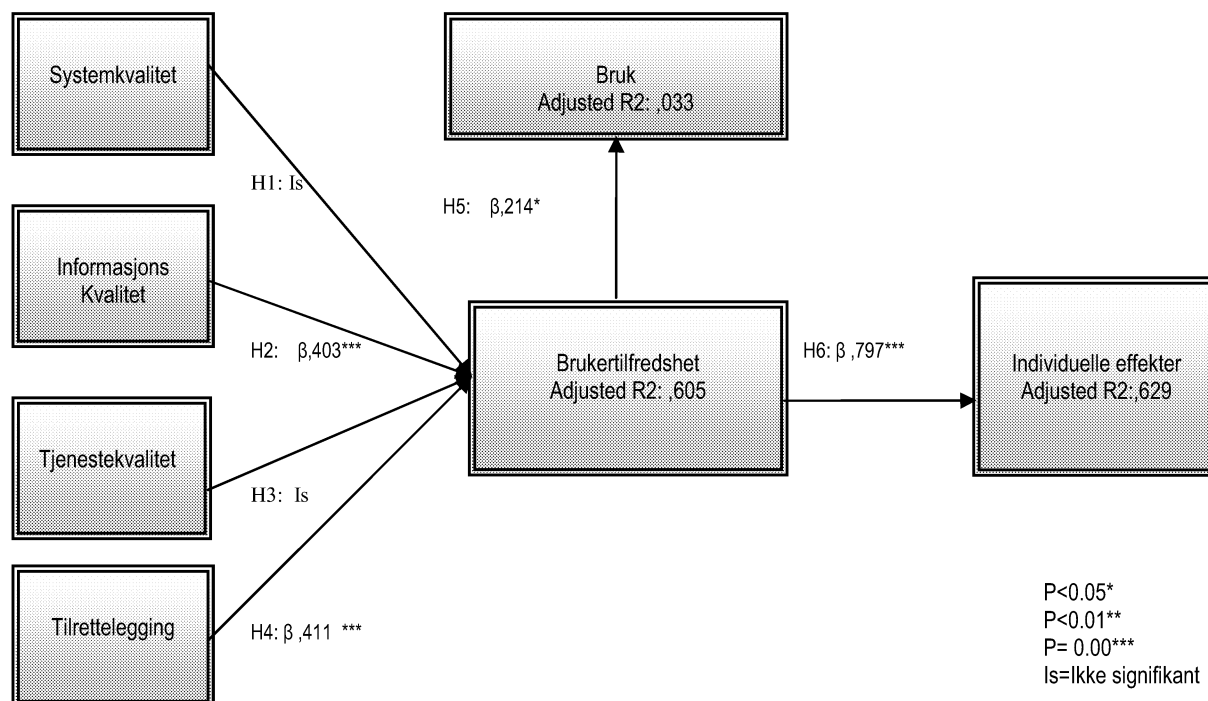 Systemkvalitet
Bruk
Adjusted R2: ,033
H1: Is
H5: β,214*
Informasjons
Kvalitet
H2: β,403***
Brukertilfredshet
Adjusted R2: ,605
H6: β ,797***
Individuelle effekter
Adjusted R2:,629
Tjenestekvalitet
H3: Is
Tilrettelegging
H4: β ,411 ***
P<0.05*
P<0.01**
P= 0.00***
Is=Ikke signifikant